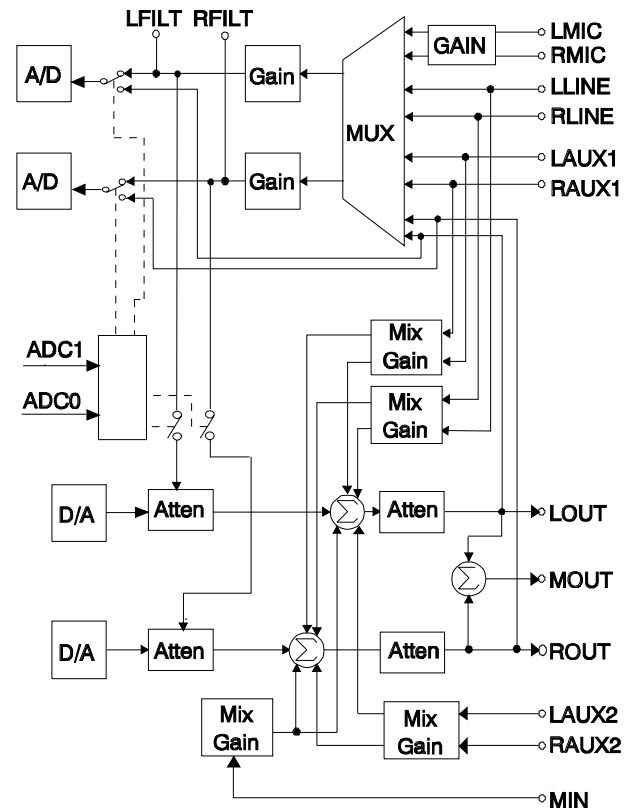 LFILT RFILT
LMIC
GAIN
RMIC
A/D
Gain
LLINE
MUX
RLINE
LAUX1
A/D
Gain
RAUX1
Mix
Gain
ADC1
Mix
Gain
ADC0
D/A
Atten
Σ
Atten
LOUT
Σ
MOUT
D/A
Atten
Σ
Atten
ROUT
Mix
Gain
Mix
Gain
LAUX2
RAUX2
MIN